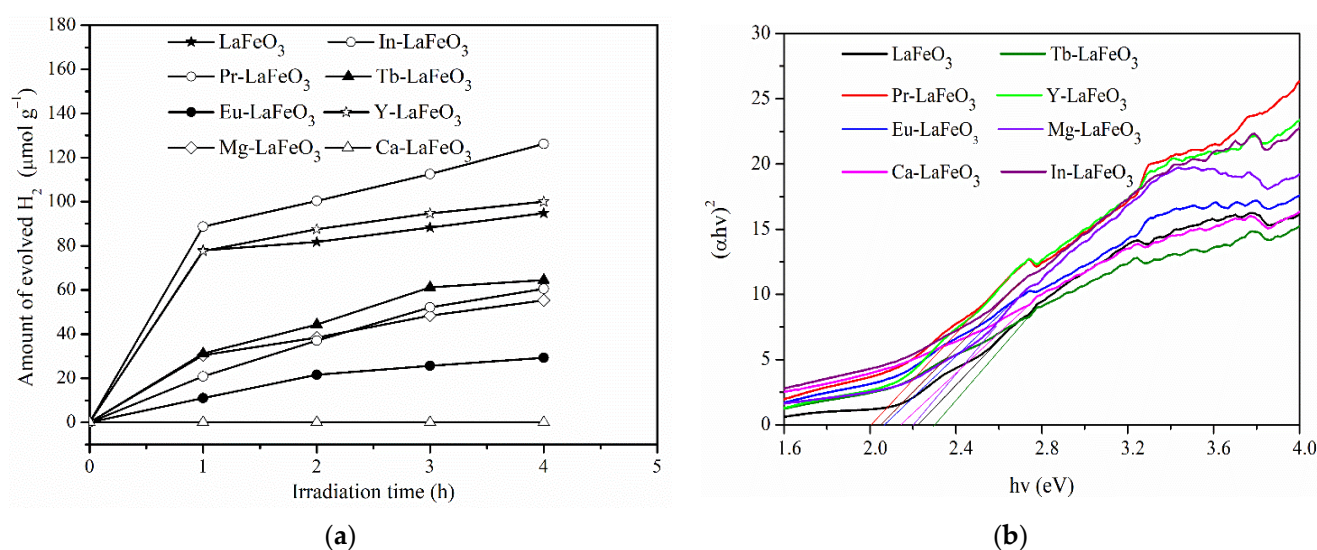 180
160
140
120
100
80
60
40
20
0
Amount of evolved H₂ (μmol g⁻¹)
LaFeO₃ In-LaFeO₃
Pr-LaFeO₃ Tb-LaFeO₃
Eu-LaFeO₃ Y-LaFeO₃
Mg-LaFeO₃ Ca-LaFeO₃
0 1 2 3 4 5
Irradiation time (h)
(a)
30
25
20
15
10
5
0
(αhν)²
LaFeO₃ Tb-LaFeO₃
Pr-LaFeO₃ Y-LaFeO₃
Eu-LaFeO₃ Mg-LaFeO₃
Ca-LaFeO₃ In-LaFeO₃
1.6 2.0 2.4 2.8 3.2 3.6 4.0
hν (eV)
(b)